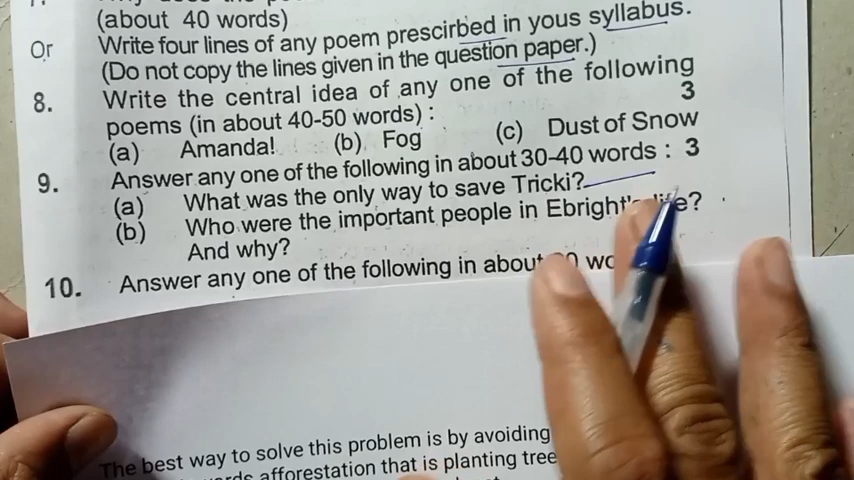 (about 40 words)
Or Write four lines of any poem prescirbed in yous syllabus.
(Do not copy the lines given in the question paper.)
8. Write the central idea of any one of the following
poems (in about 40-50 words) : 3
(a) Amanda! (b) Fog (c) Dust of Snow
9. Answer any one of the following in about 30-40 words : 3
(a) What was the only way to save Tricki?
(b) Who were the important people in Ebright's life?
And why?
10. Answer any one of the following in about
The best way to solve this problem is by avoiding
afforestation that is planting tree